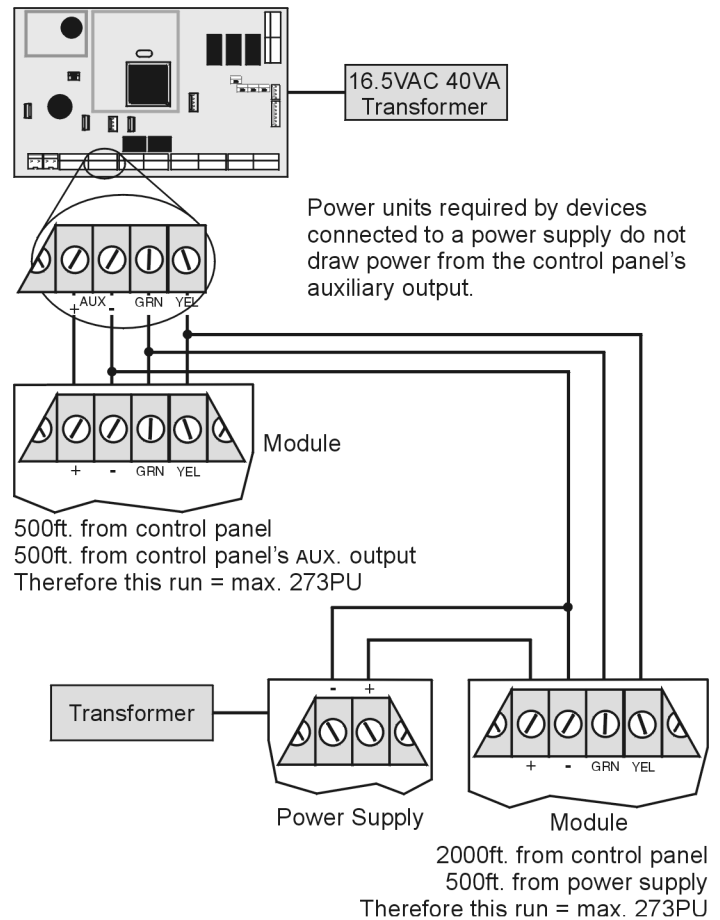 16.5VAC 40VA
Transformer
Power units required by devices
connected to a power supply do not
draw power from the control panel's
auxiliary output.
+ AUX - GRN YEL
Module
+ - GRN YEL
500ft. from control panel
500ft. from control panel's AUX. output
Therefore this run = max. 273PU
Transformer
- +
Power Supply
+ - GRN YEL
Module
2000ft. from control panel
500ft. from power supply
Therefore this run = max. 273PU